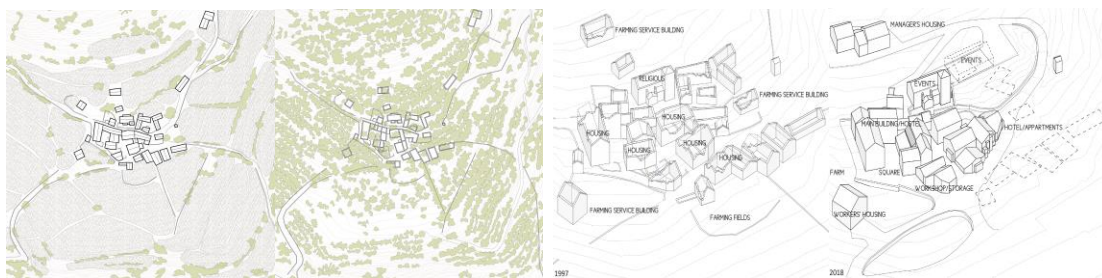 FARMING SERVICE BUILDING
RELIGIOUS
FARMING SERVICE BUILDING
HOUSING
HOUSING
HOUSING
HOUSING
HOUSING
FARMING SERVICE BUILDING
FARMING FIELDS
1997
MANAGER'S HOUSING
EVENTS
EVENTS
MAIN BUILDING/HOSTEL
HOTEL/APPARTMENTS
FARM
SQUARE
WORKSHOP/STORAGE
WORKERS' HOUSING
2018